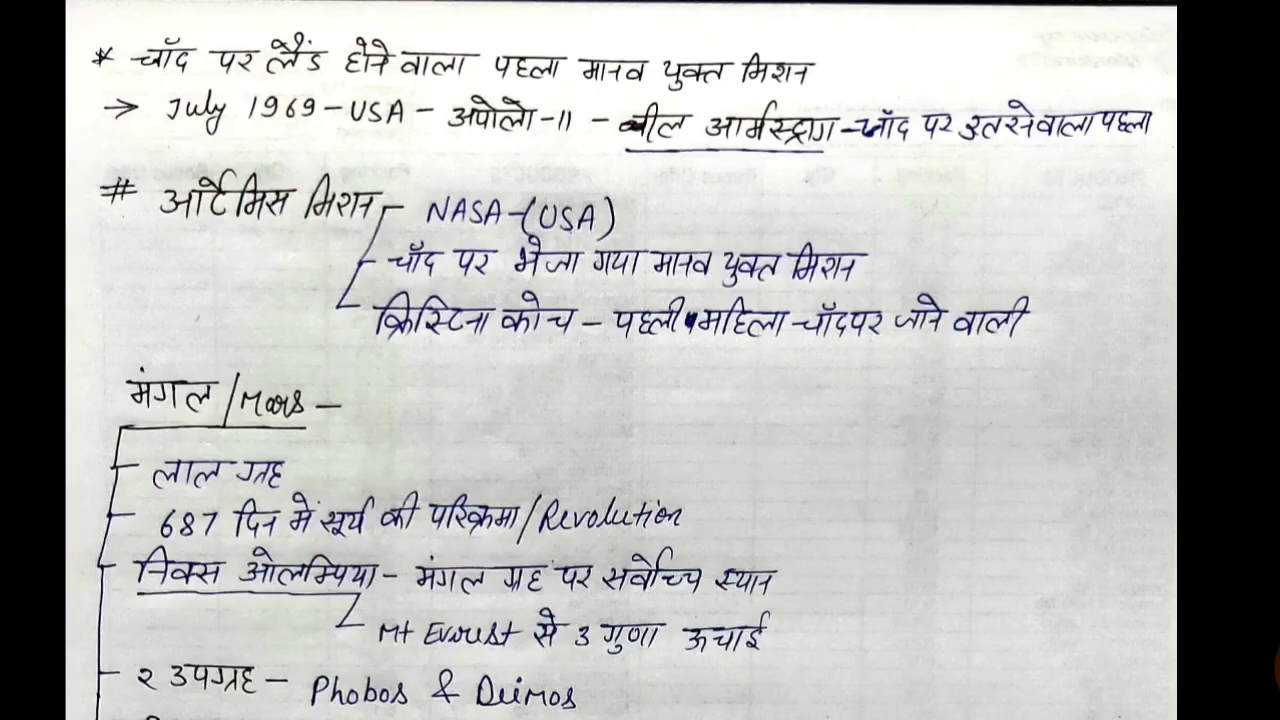 * चाँद पर लैंड होने वाला पहला मानव युक्त मिशन
→ July 1969 - USA - अपोलो - 11 - नील आर्मस्ट्राग - चाँद पर उतरने वाला पहला
# आर्टेमिस मिशन - NASA - (USA)
- चाँद पर भेजा गया मानव युक्त मिशन
क्रिस्टिना कोच - पहली महिला चाँद पर जाने वाली
मंगल / Mars -
- लाल ग्रह
- 687 दिन में सूर्य की परिक्रमा / Revolution
- निक्स ओलम्पिया - मंगल ग्रह पर सर्वोच्च स्थान
Mt Everest से 3 गुणा ऊचाई
- 2 उपग्रह - Phobos & Deimos